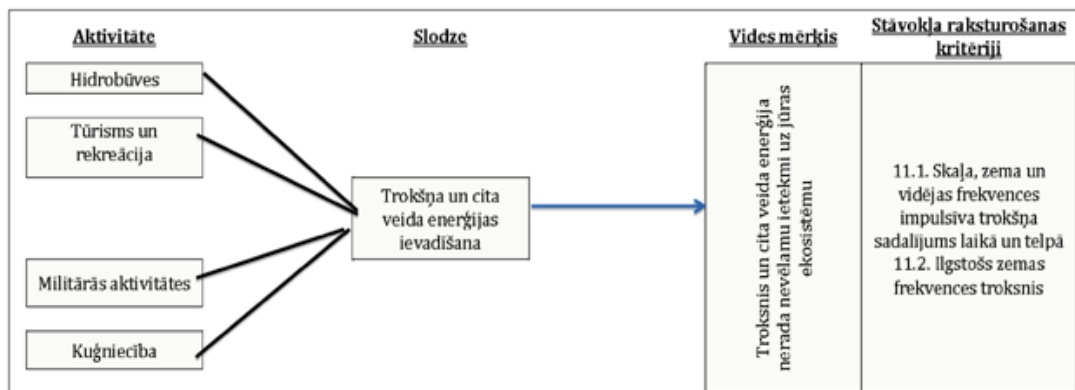 Aktivitāte
Slodze
Vides mērķis
Stāvokļa raksturošanas
kritēriji
Hidrobūves
Tūrisms un
rekreācija
Militārās aktivitātes
Kuģniecība
Trokšņa un cita
veida enerģijas
ievadīšana
Troksnis un cita veida enerģija
nerada nevēlamu ietekmi uz jūras
ekosistēmu
11.1. Skaļa, zema un
vidējas frekvences
impulsīva trokšņa
sadalījums laikā un telpā
11.2. Ilgstošs zemas
frekvences troksnis